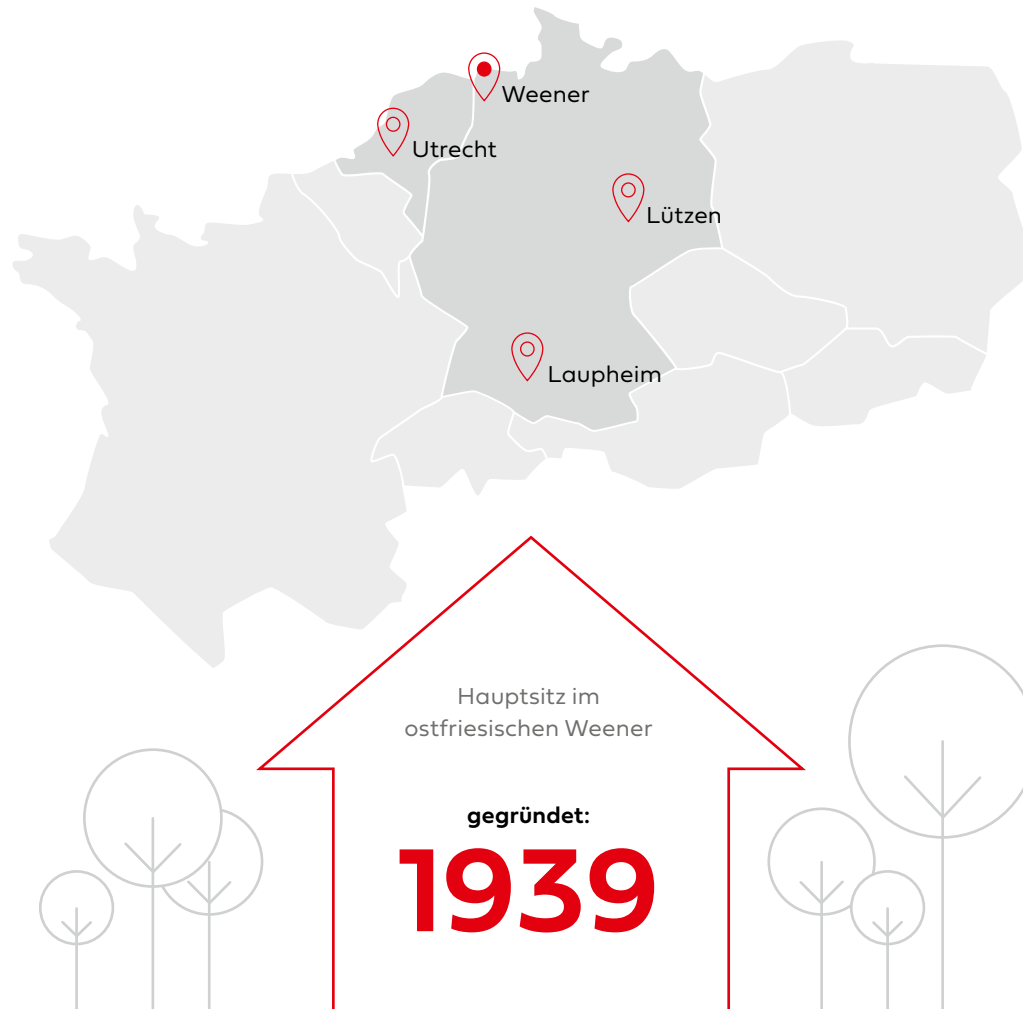 Weener
Utrecht
Lützen
Laupheim
Hauptsitz im
ostfriesischen Weener
gegründet:
1939